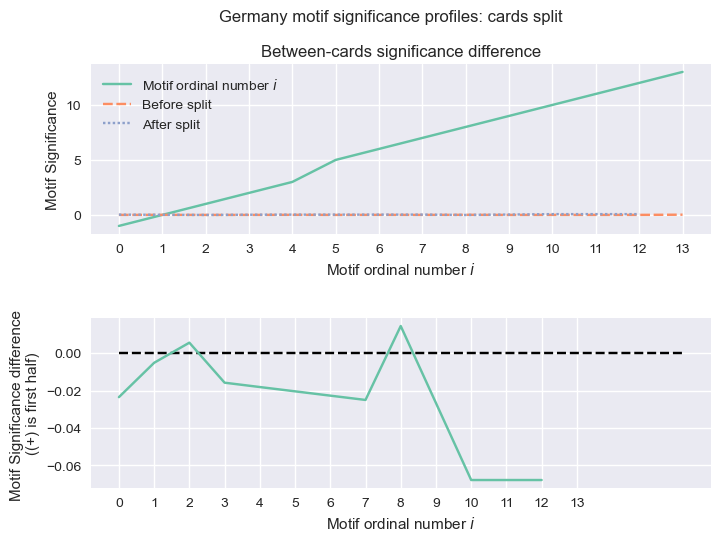 Germany motif significance profiles: cards split
Between-cards significance difference
Motif Significance
10
5
0
Motif ordinal number i
Before split
After split
0 1 2 3 4 5 6 7 8 9 10 11 12 13
Motif ordinal number i
Motif Significance difference
((+) is first half)
0.00
−0.02
−0.04
−0.06
0 1 2 3 4 5 6 7 8 9 10 11 12 13
Motif ordinal number i